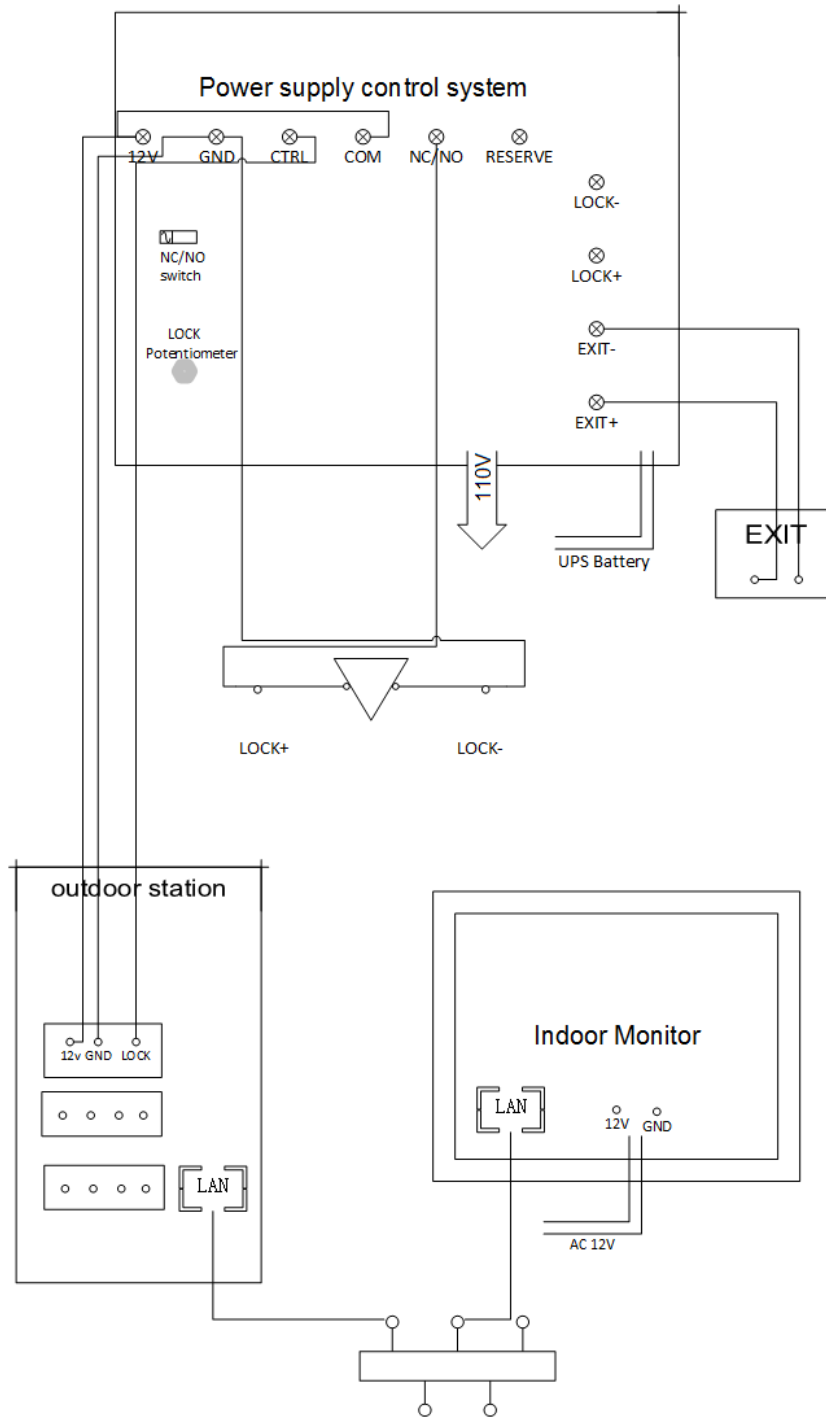 Power supply control system
12V GND CTRL COM NC/NO RESERVE
LOCK-
NC/NO
switch
LOCK+
LOCK
Potentiometer
EXIT-
EXIT+
110V
EXIT
UPS Battery
LOCK+ LOCK-
outdoor station
Indoor Monitor
12v GND LOCK
LAN
12V GND
LAN
AC 12V